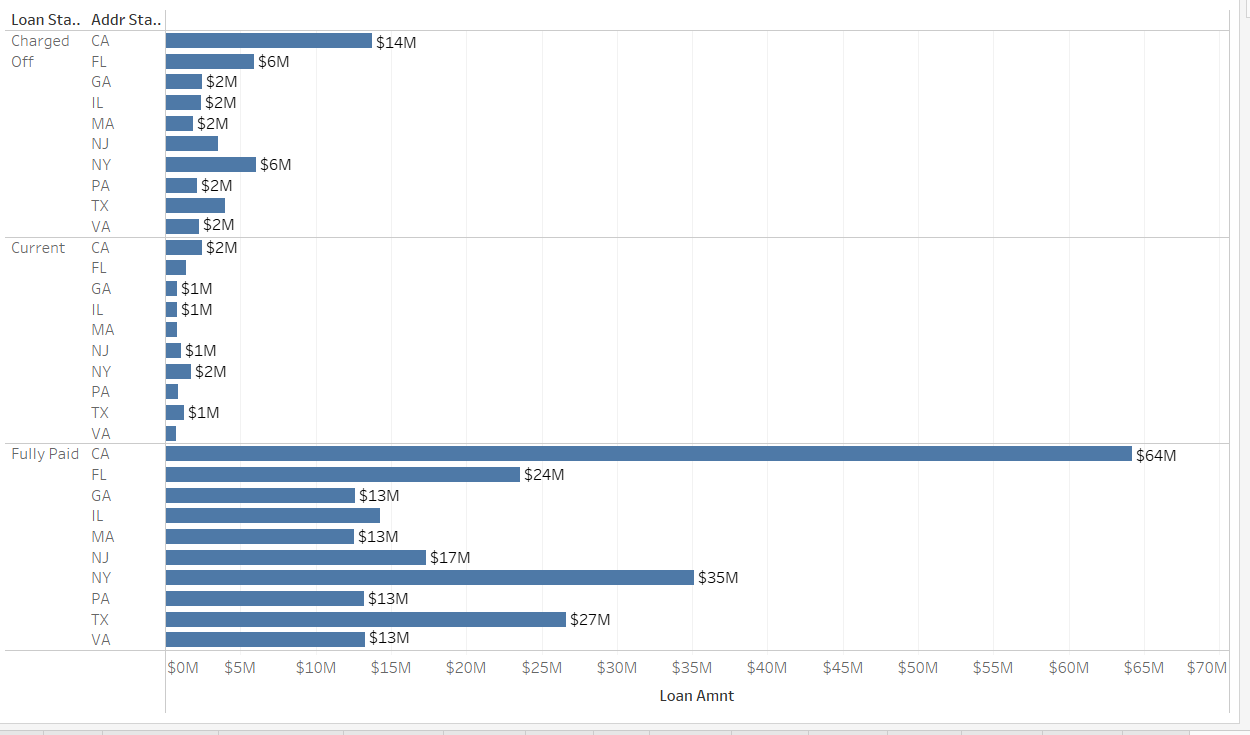 Loan Sta.. Addr Sta..
Charged Off CA $14M
FL $6M
GA $2M
IL $2M
MA $2M
NJ
NY $6M
PA $2M
TX
VA $2M
Current CA $2M
FL
GA $1M
IL $1M
MA
NJ $1M
NY $2M
PA
TX $1M
VA
Fully Paid CA $64M
FL $24M
GA $13M
IL
MA $13M
NJ $17M
NY $35M
PA $13M
TX $27M
VA $13M
$0M $5M $10M $15M $20M $25M $30M $35M $40M $45M $50M $55M $60M $65M $70M
Loan Amnt